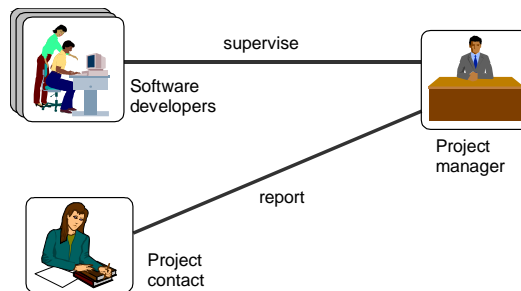 supervise
Software
developers
Project
manager
report
Project
contact